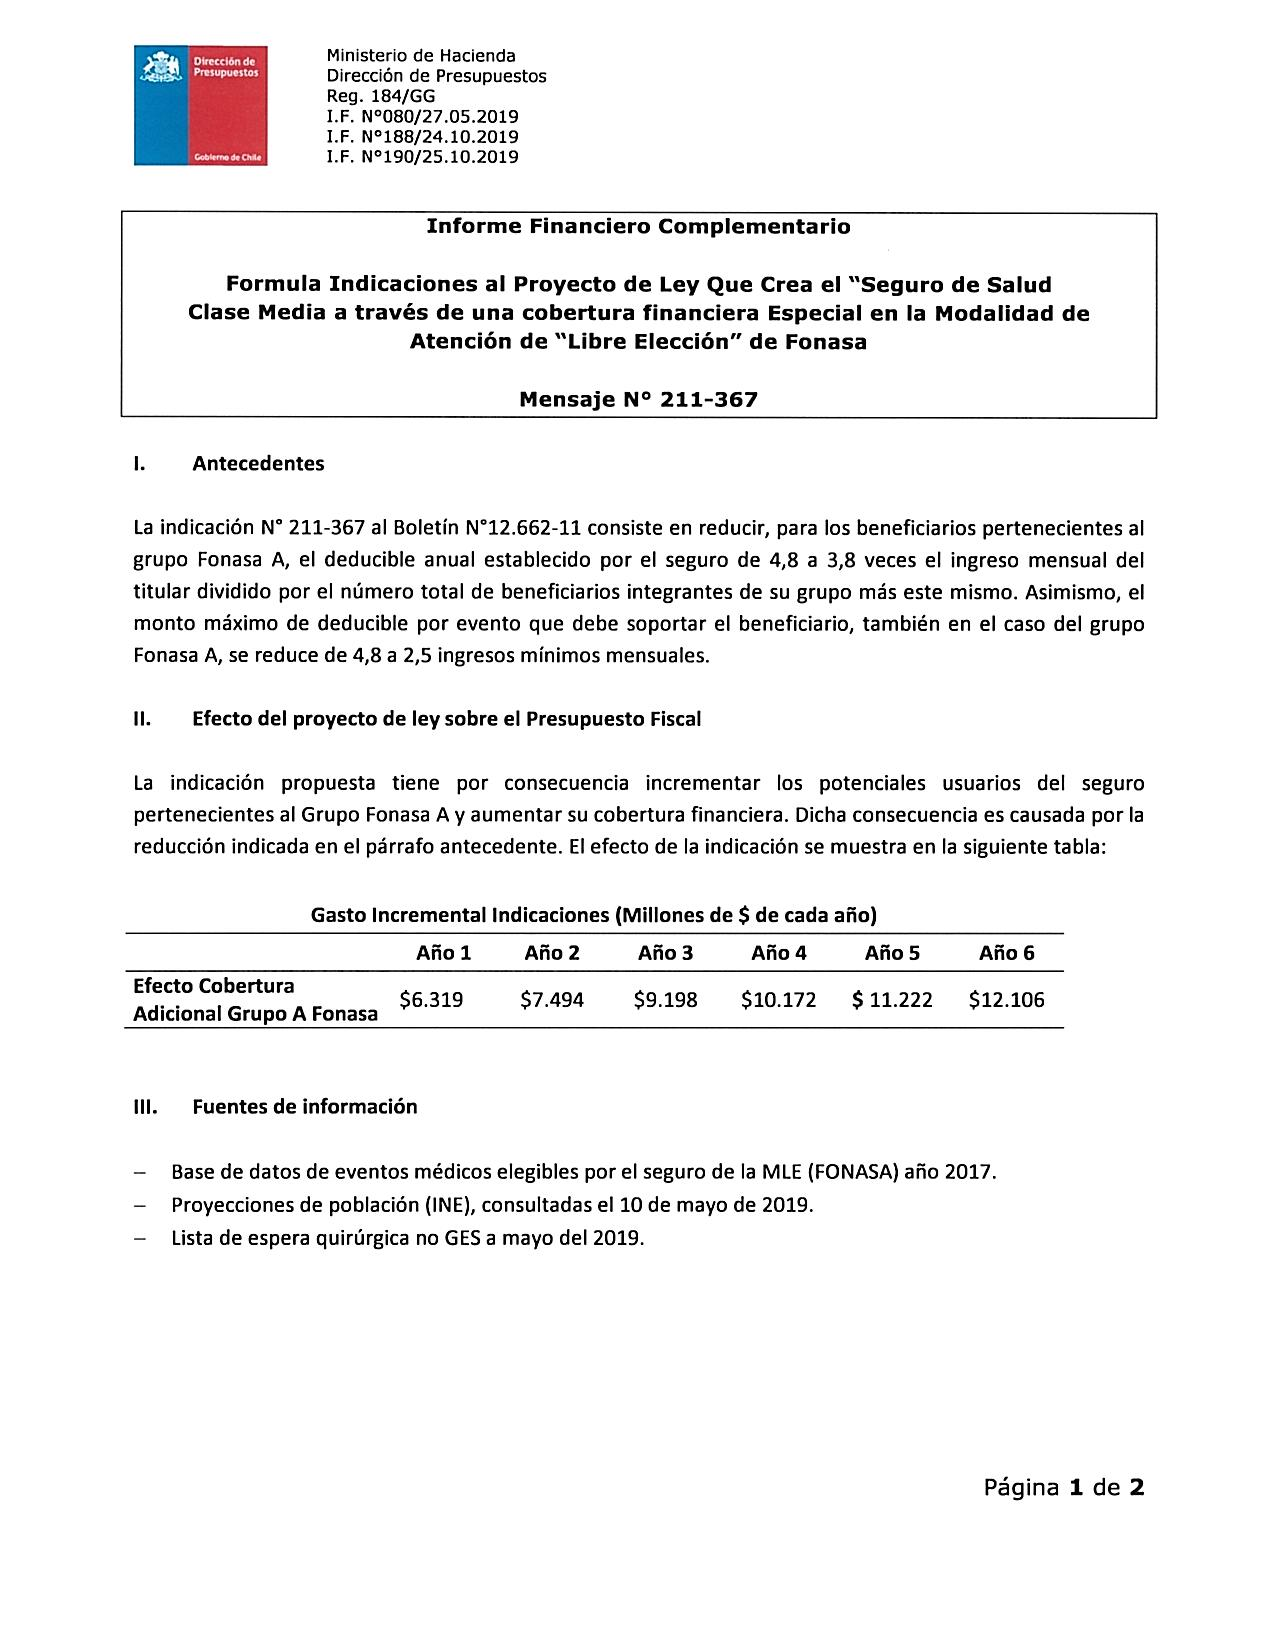 Dirección de
Presupuestos
Gobierno de Chile
Ministerio de Hacienda
Dirección de Presupuestos
Reg. 184/GG
I.F. N°080/27.05.2019
I.F. N°188/24.10.2019
I.F. N°190/25.10.2019
Informe Financiero Complementario
Formula Indicaciones al Proyecto de Ley Que Crea el "Seguro de Salud
Clase Media a través de una cobertura financiera Especial en la Modalidad de
Atención de "Libre Elección" de Fonasa
Mensaje N° 211-367
I. Antecedentes
La indicación N° 211-367 al Boletín N°12.662-11 consiste en reducir, para los beneficiarios pertenecientes al
grupo Fonasa A, el deducible anual establecido por el seguro de 4,8 a 3,8 veces el ingreso mensual del
titular dividido por el número total de beneficiarios integrantes de su grupo más este mismo. Asimismo, el
monto máximo de deducible por evento que debe soportar el beneficiario, también en el caso del grupo
Fonasa A, se reduce de 4,8 a 2,5 ingresos mínimos mensuales.
II. Efecto del proyecto de ley sobre el Presupuesto Fiscal
La indicación propuesta tiene por consecuencia incrementar los potenciales usuarios del seguro
pertenecientes al Grupo Fonasa A y aumentar su cobertura financiera. Dicha consecuencia es causada por la
reducción indicada en el párrafo antecedente. El efecto de la indicación se muestra en la siguiente tabla:
Gasto Incremental Indicaciones (Millones de $ de cada año)
Año 1 Año 2 Año 3 Año 4 Año 5 Año 6
Efecto Cobertura
Adicional Grupo A Fonasa $6.319 $7.494 $9.198 $10.172 $ 11.222 $12.106
III. Fuentes de información
– Base de datos de eventos médicos elegibles por el seguro de la MLE (FONASA) año 2017.
– Proyecciones de población (INE), consultadas el 10 de mayo de 2019.
– Lista de espera quirúrgica no GES a mayo del 2019.
Página 1 de 2